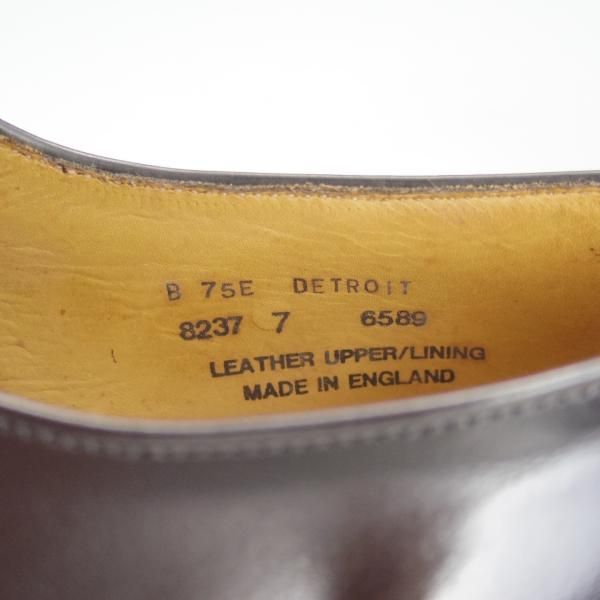 B 75E DETROIT
8237 7 6589
LEATHER UPPER/LINING
MADE IN ENGLAND